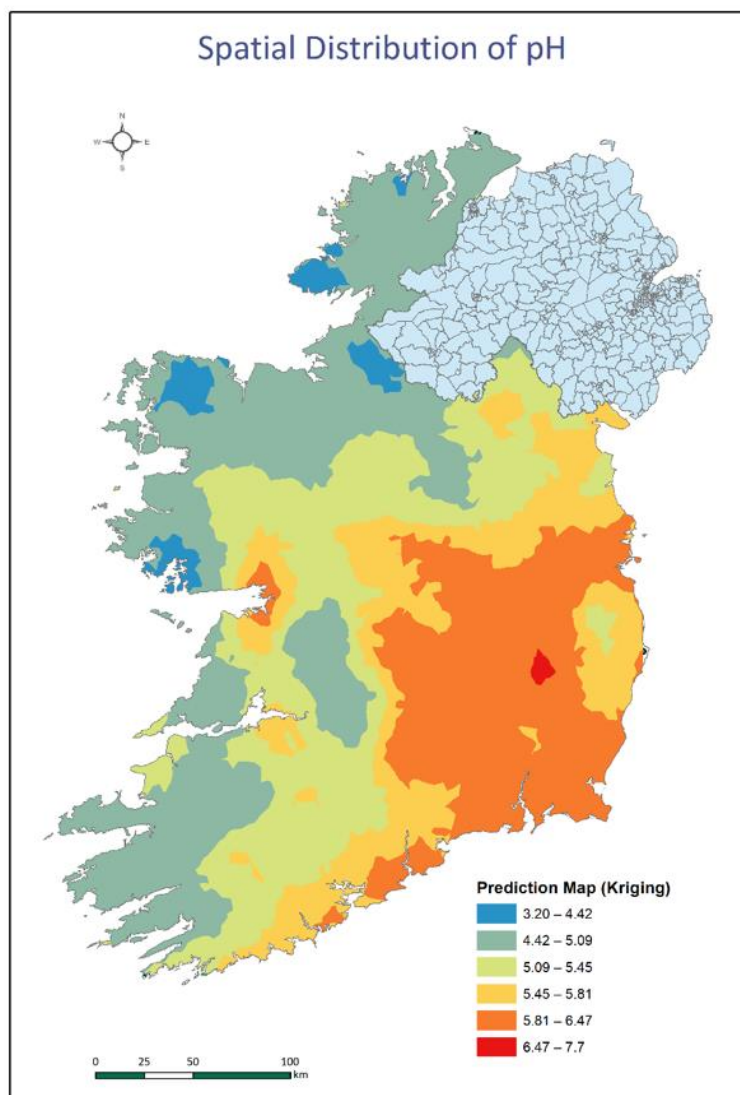 Spatial Distribution of pH
N
W E
S
Prediction Map (Kriging)
3.20 – 4.42
4.42 – 5.09
5.09 – 5.45
5.45 – 5.81
5.81 – 6.47
6.47 – 7.7
0 25 50 100
km